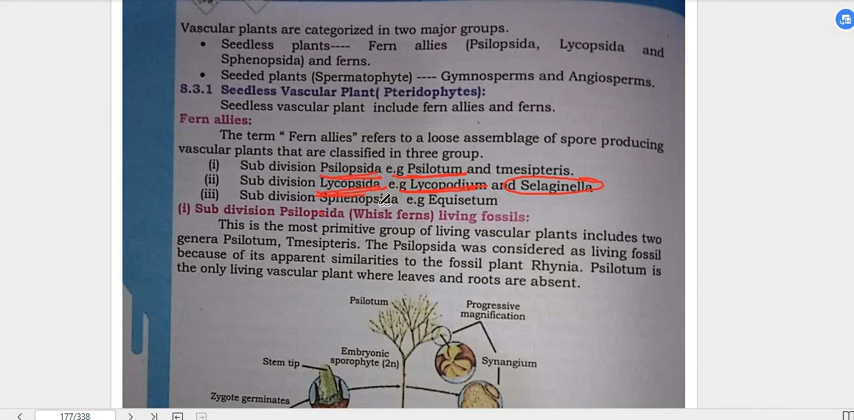 Vascular plants are categorized in two major groups.
• Seedless plants---- Fern allies (Psilopsida, Lycopsida and
Sphenopsida) and ferns.
• Seeded plants (Spermatophyte) ---- Gymnosperms and Angiosperms.
8.3.1 Seedless Vascular Plant( Pteridophytes):
Seedless vascular plant include fern allies and ferns.
Fern allies:
The term “ Fern allies” refers to a loose assemblage of spore producing
vascular plants that are classified in three group.
(i) Sub division Psilopsida e.g Psilotum and tmesipteris.
(ii) Sub division Lycopsida e.g Lycopodium and Selaginella
(iii) Sub division Sphenopsida e.g Equisetum
(i) Sub division Psilopsida (Whisk ferns) living fossils:
This is the most primitive group of living vascular plants includes two
genera Psilotum, Tmesipteris. The Psilopsida was considered as living fossil
because of its apparent similarities to the fossil plant Rhynia. Psilotum is
the only living vascular plant where leaves and roots are absent.
Psilotum
Progressive
magnification
Embryonic
sporophyte (2n)
Stem tip
Synangium
Zygote germinates
177/338